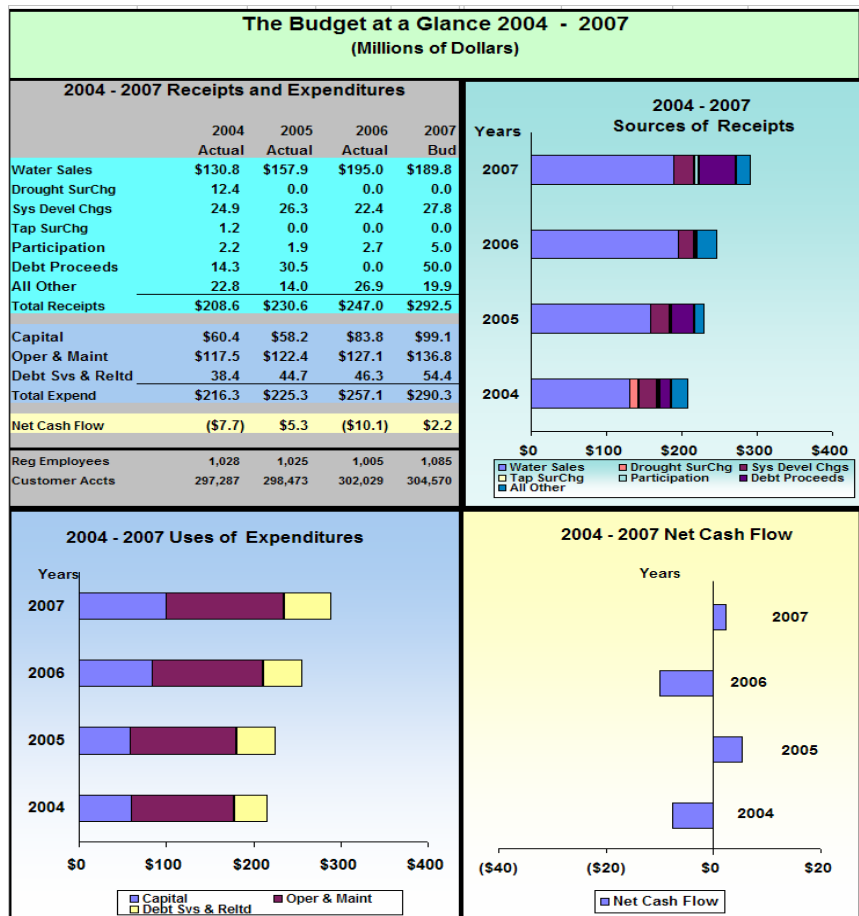 The Budget at a Glance 2004 - 2007
(Millions of Dollars)
2004 - 2007 Receipts and Expenditures
2004 2005 2006 2007
Actual Actual Actual Bud
Water Sales $130.8 $157.9 $195.0 $189.8
Drought SurChg 12.4 0.0 0.0 0.0
Sys Devel Chgs 24.9 26.3 22.4 27.8
Tap SurChg 1.2 0.0 0.0 0.0
Participation 2.2 1.9 2.7 5.0
Debt Proceeds 14.3 30.5 0.0 50.0
All Other 22.8 14.0 26.9 19.9
Total Receipts $208.6 $230.6 $247.0 $292.5
Capital $60.4 $58.2 $83.8 $99.1
Oper & Maint $117.5 $122.4 $127.1 $136.8
Debt Svs & Reltd 38.4 44.7 46.3 54.4
Total Expend $216.3 $225.3 $257.1 $290.3
Net Cash Flow ($7.7) $5.3 ($10.1) $2.2
Reg Employees 1,028 1,025 1,005 1,085
Customer Accts 297,287 298,473 302,029 304,570
2004 - 2007
Sources of Receipts
Years
2007
2006
2005
2004
$0 $100 $200 $300 $400
Water Sales Drought SurChg Sys Devel Chgs
Tap SurChg Participation Debt Proceeds
All Other
2004 - 2007 Uses of Expenditures
Years
2007
2006
2005
2004
$0 $100 $200 $300 $400
Capital Oper & Maint
Debt Svs & Reltd
2004 - 2007 Net Cash Flow
Years
2007
2006
2005
2004
($40) ($20) $0 $20
Net Cash Flow